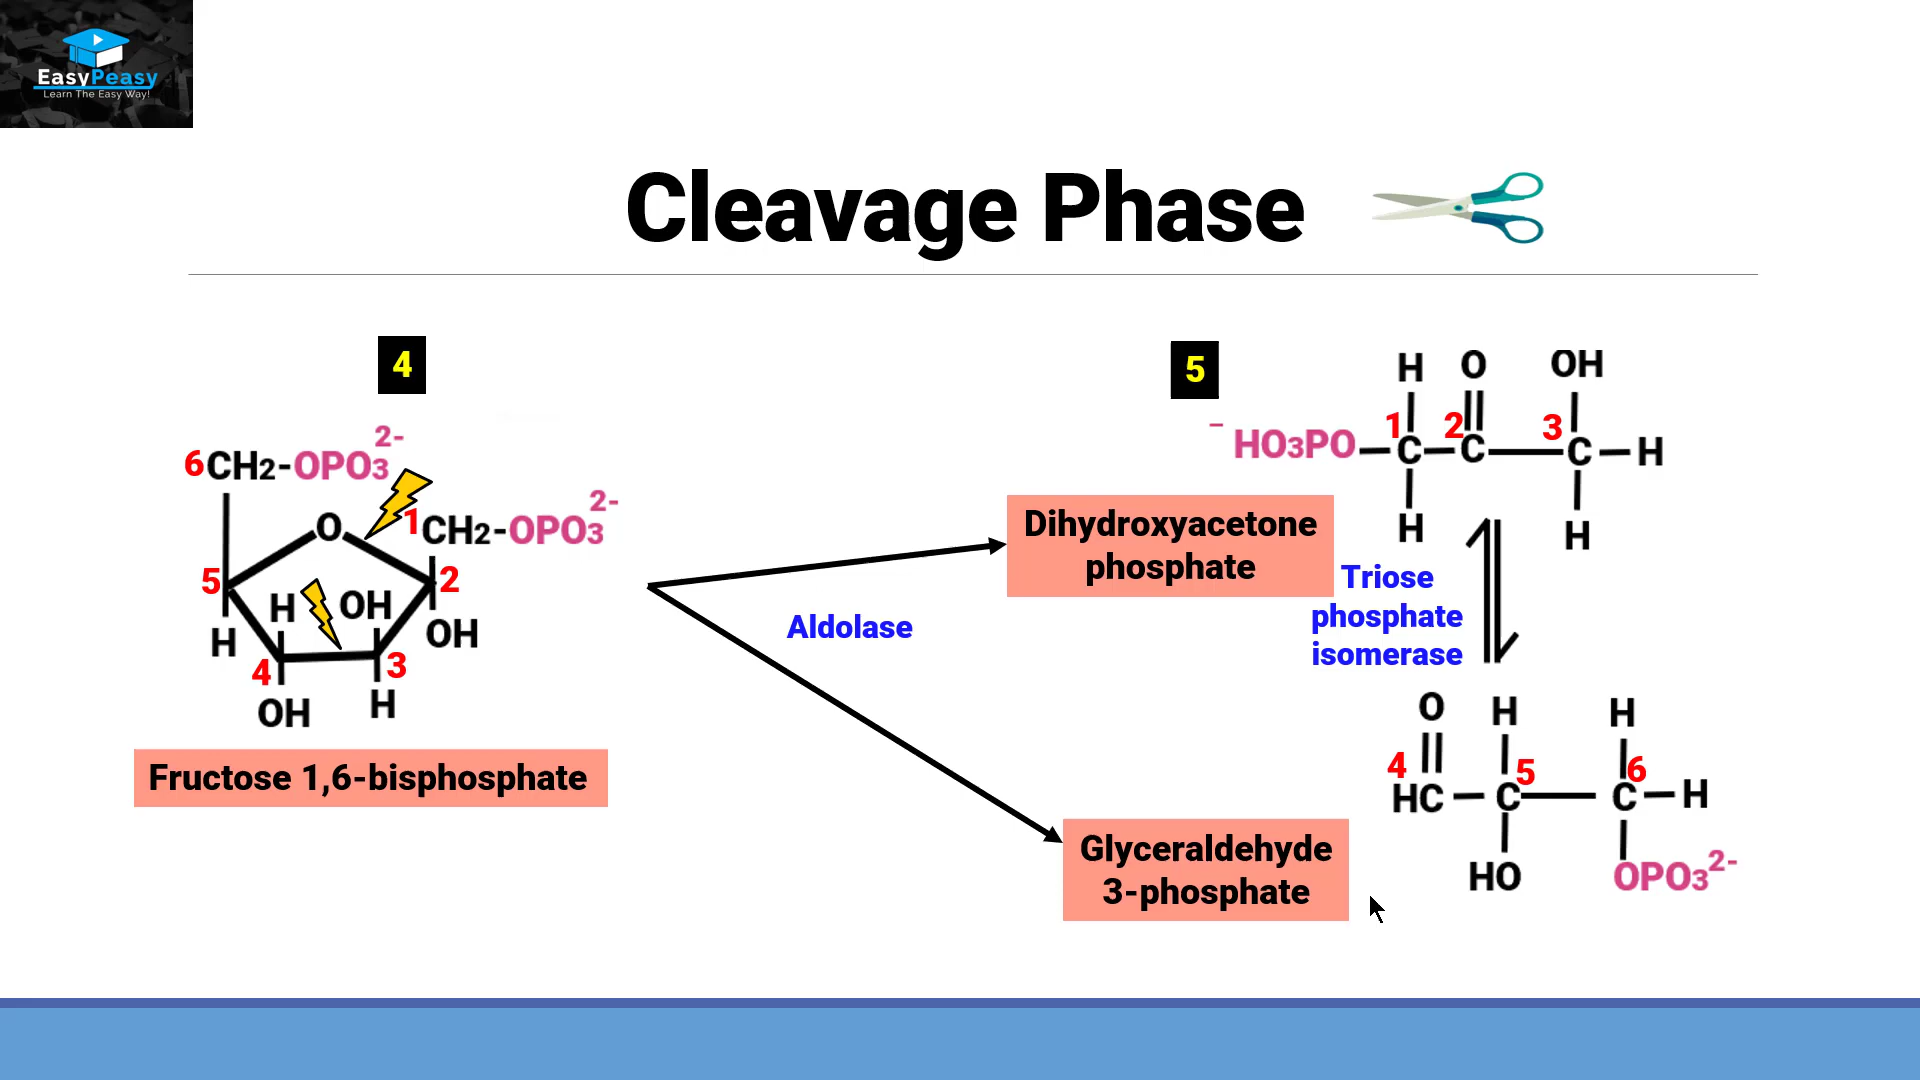 EasyPeasy
Learn The Easy Way!
Cleavage Phase
4
6CH2-OPO3 2-
1CH2-OPO3 2-
O
5
2
H
OH
H
OH
4
3
OH
H
Fructose 1,6-bisphosphate
Aldolase
5
H O OH
1 2 3
- HO3PO-C-C-C-H
H H
Dihydroxyacetone
phosphate
Triose
phosphate
isomerase
O H H
4 5 6
HC-C-C-H
HO OPO3 2-
Glyceraldehyde
3-phosphate